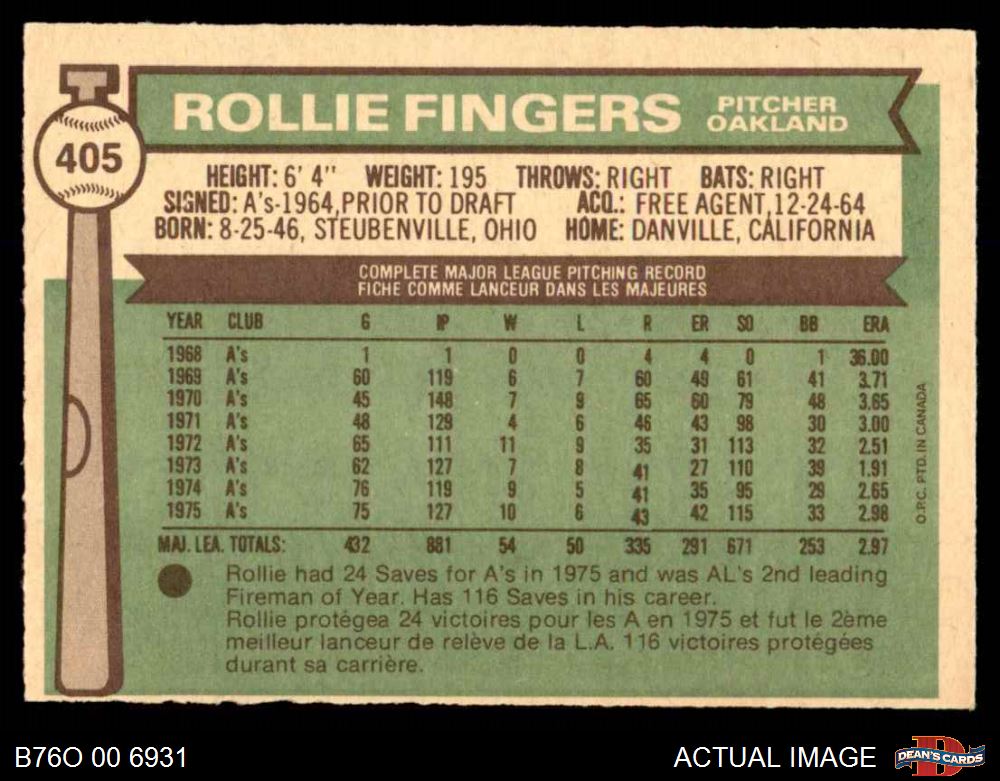 405
ROLLIE FINGERS PITCHER OAKLAND
HEIGHT: 6' 4" WEIGHT: 195 THROWS: RIGHT BATS: RIGHT
SIGNED: A's-1964, PRIOR TO DRAFT ACQ.: FREE AGENT, 12-24-64
BORN: 8-25-46, STEUBENVILLE, OHIO HOME: DANVILLE, CALIFORNIA
COMPLETE MAJOR LEAGUE PITCHING RECORD
FICHE COMME LANCEUR DANS LES MAJEURES
YEAR CLUB G IP W L R ER SO BB ERA
1968 A's 1 1 0 0 4 4 0 1 36.00
1969 A's 60 119 6 7 60 49 61 41 3.71
1970 A's 45 148 7 9 65 60 79 48 3.65
1971 A's 48 129 4 6 46 43 98 30 3.00
1972 A's 65 111 11 9 35 31 113 32 2.51
1973 A's 62 127 7 8 41 27 110 39 1.91
1974 A's 76 119 9 5 41 35 95 29 2.65
1975 A's 75 127 10 6 43 42 115 33 2.98
MAJ. LEA. TOTALS: 432 881 54 50 335 291 671 253 2.97
Rollie had 24 Saves for A's in 1975 and was AL's 2nd leading
Fireman of Year. Has 116 Saves in his career.
Rollie protégea 24 victoires pour les A en 1975 et fut le 2ème
meilleur lanceur de relève de la L.A. 116 victoires protégées
durant sa carrière.
O.P.C. PTD. IN CANADA
B76O 00 6931
ACTUAL IMAGE
D
DEAN'S CARDS